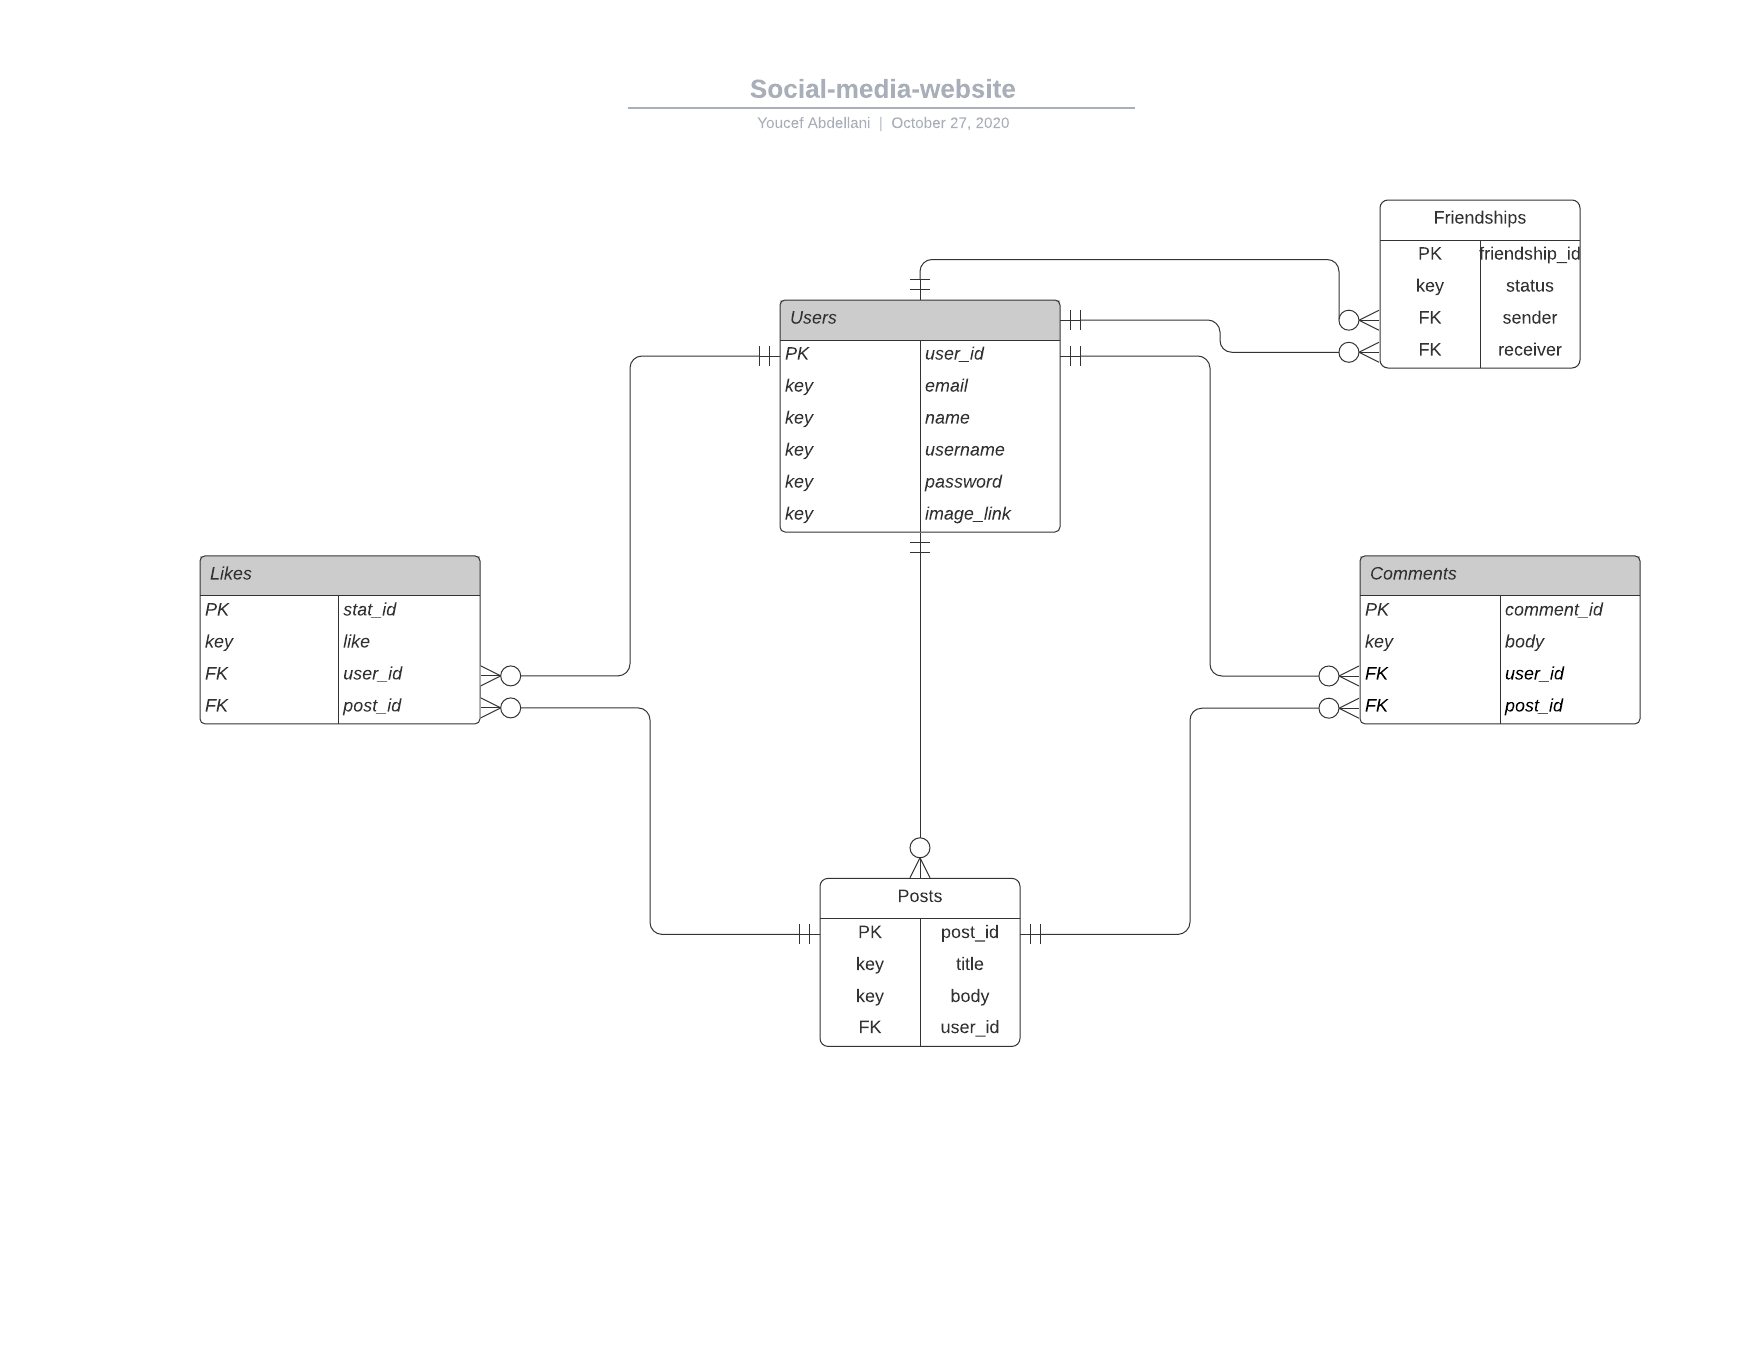 Social-media-website
Youcef Abdellani | October 27, 2020
Friendships
PK friendship_id
key status
FK sender
FK receiver
Users
PK user_id
key email
key name
key username
key password
key image_link
Likes
PK stat_id
key like
FK user_id
FK post_id
Comments
PK comment_id
key body
FK user_id
FK post_id
Posts
PK post_id
key title
key body
FK user_id